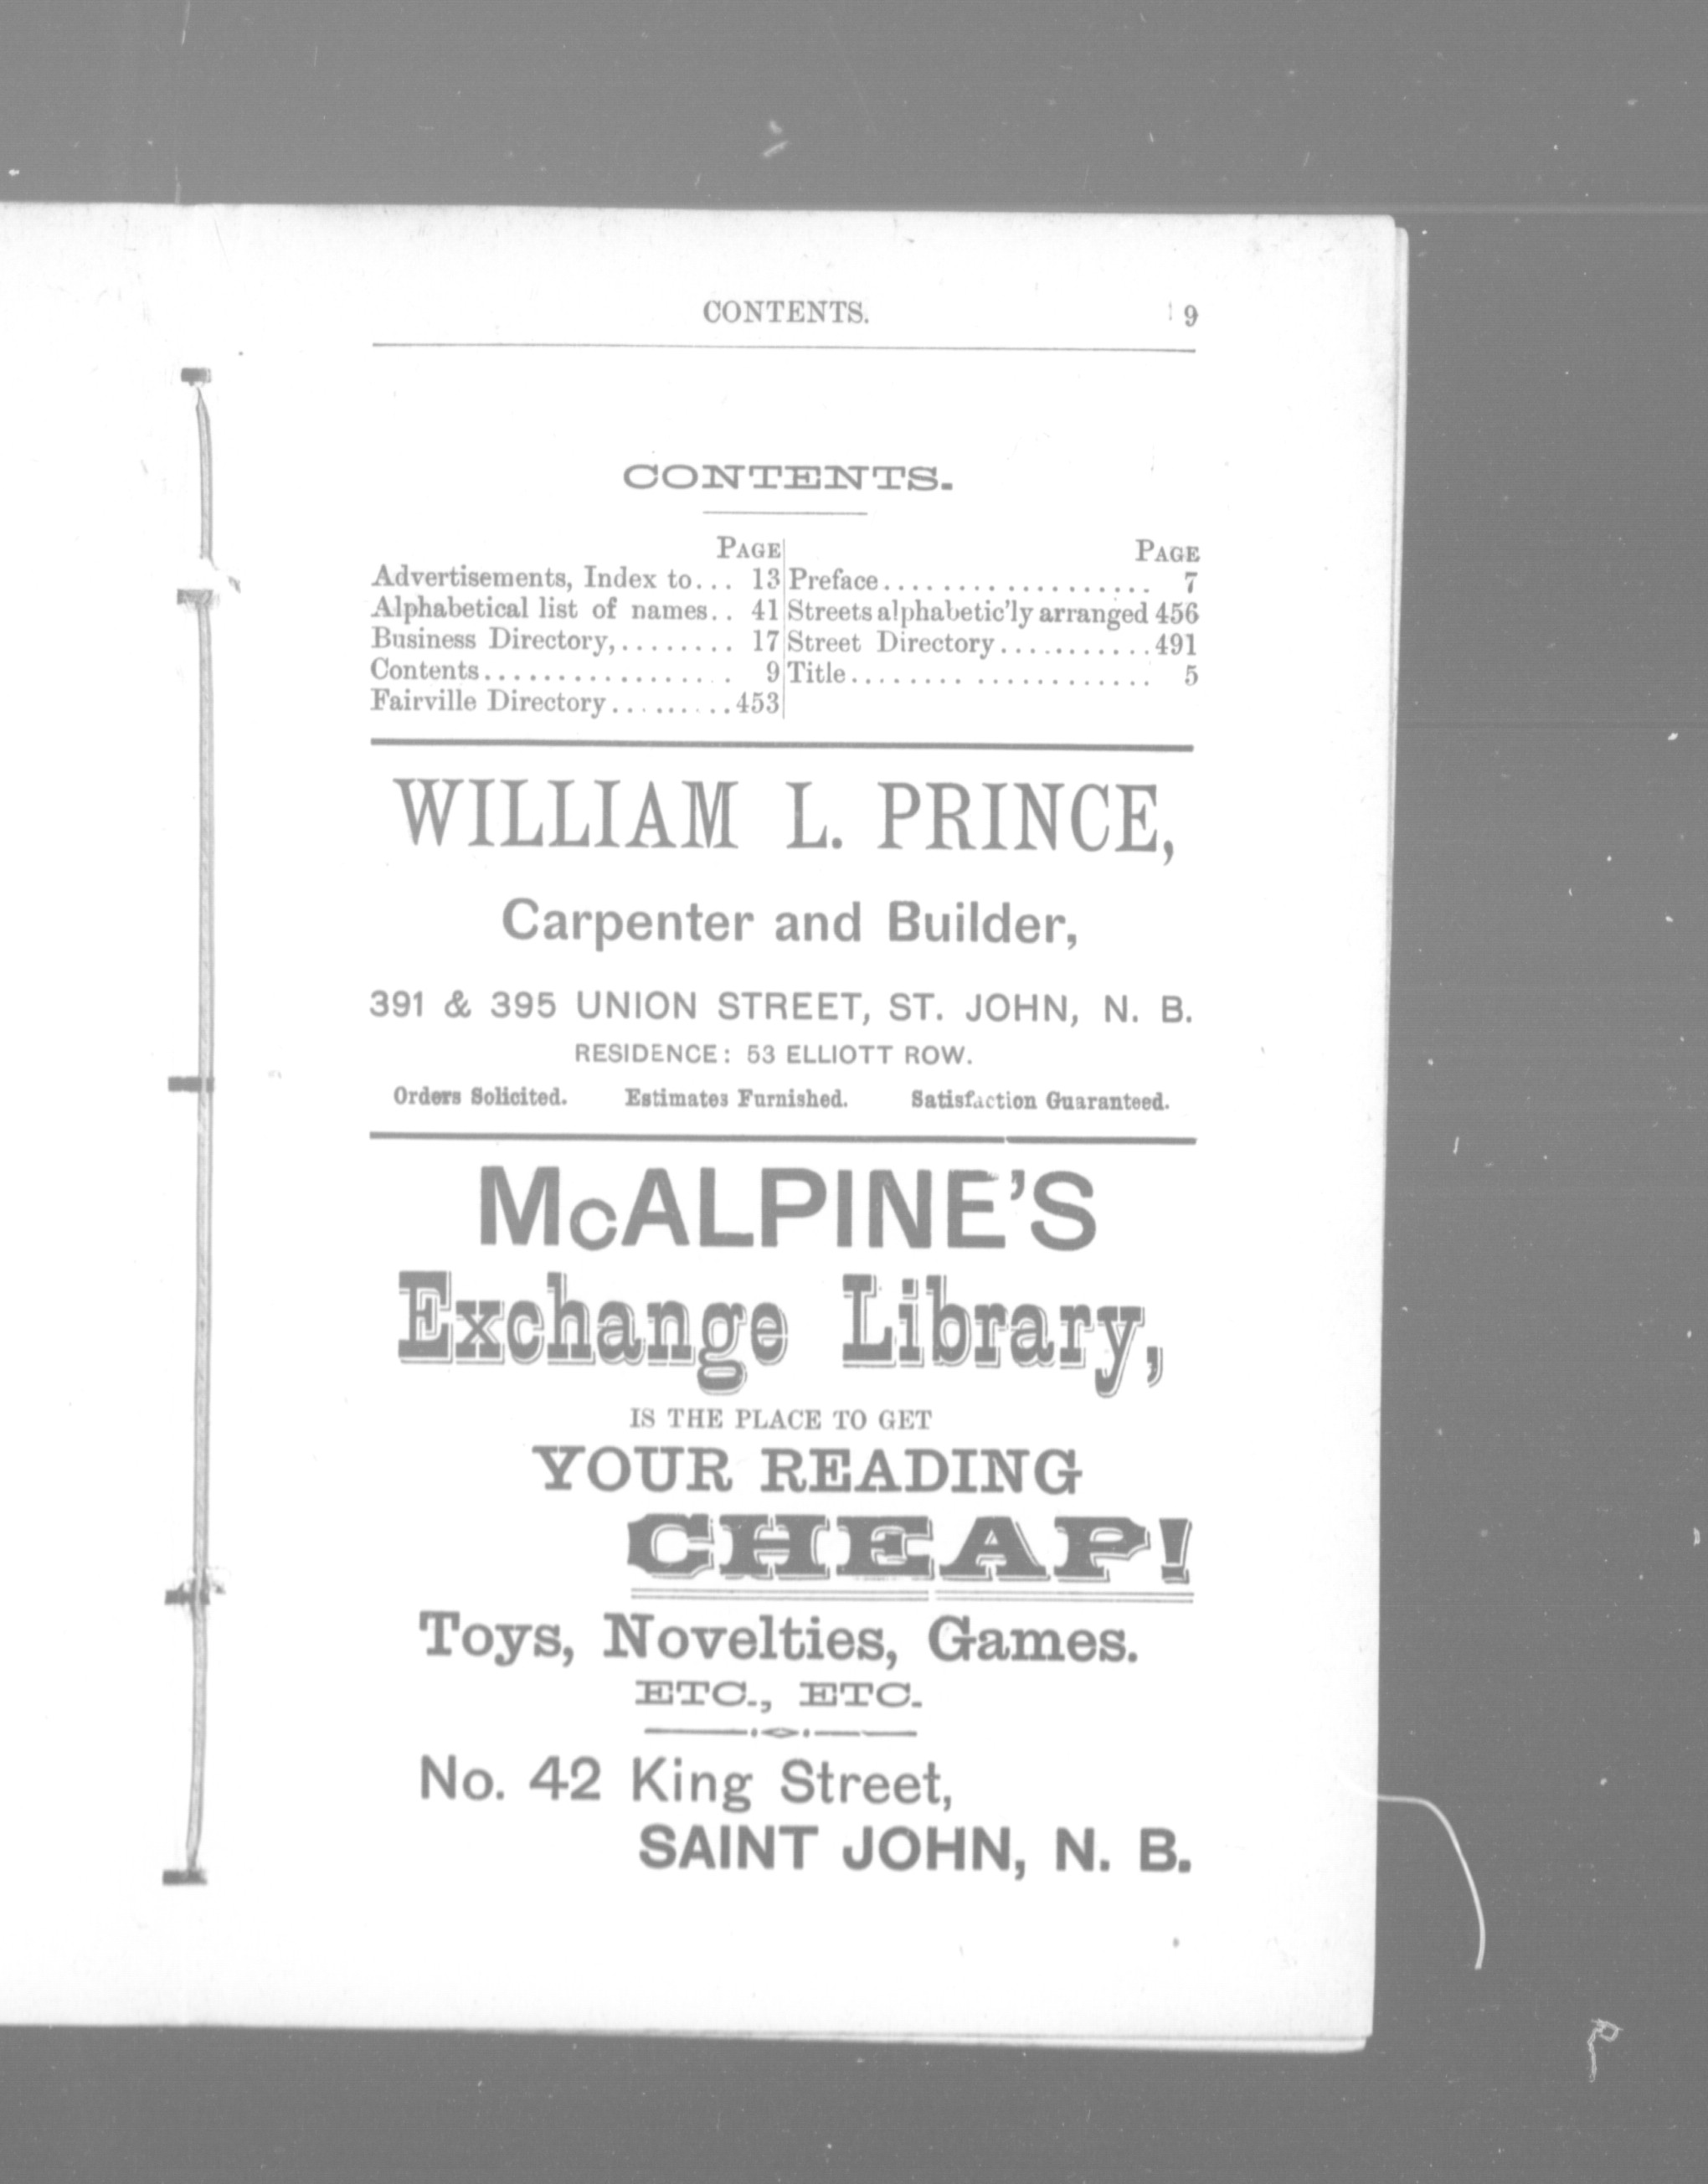 CONTENTS. 9
CONTENTS.
PAGE
Advertisements, Index to... 13
Alphabetical list of names.. 41
Business Directory,........ 17
Contents................. 9
Fairville Directory.........453
PAGE
Preface................... 7
Streets alphabetic'ly arranged 456
Street Directory...........491
Title..................... 5
WILLIAM L. PRINCE,
Carpenter and Builder,
391 & 395 UNION STREET, ST. JOHN, N. B.
RESIDENCE: 53 ELLIOTT ROW.
Orders Solicited. Estimates Furnished. Satisfaction Guaranteed.
McALPINE'S
Exchange Library,
IS THE PLACE TO GET
YOUR READING
CHEAP!
Toys, Novelties, Games.
ETC., ETC.
No. 42 King Street,
SAINT JOHN, N. B.